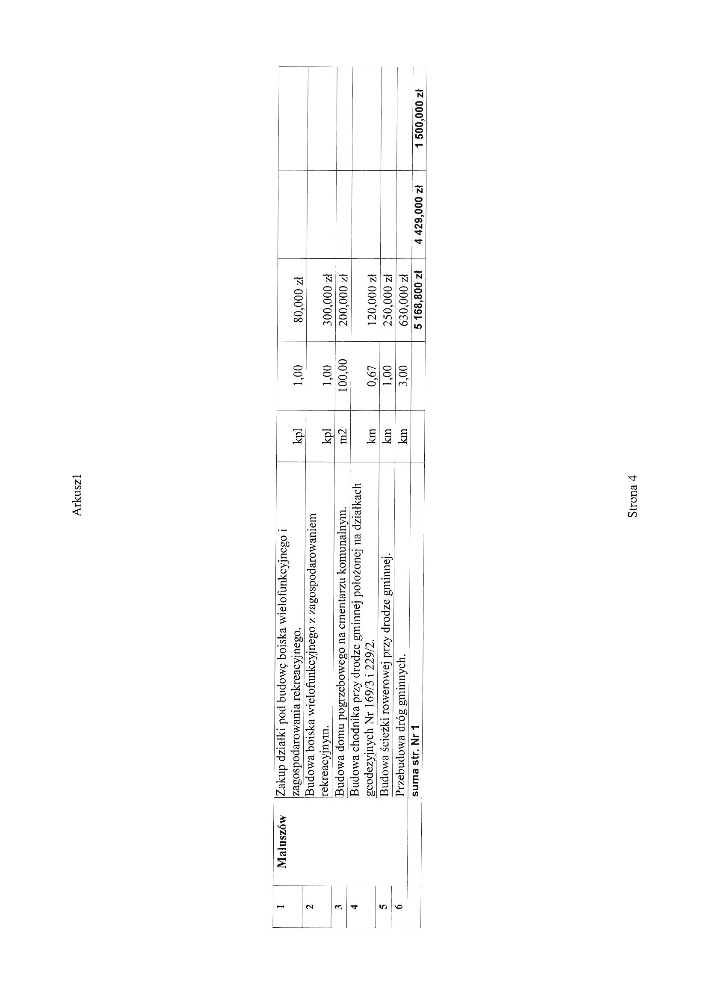 Arkusz1
1 Małuszów Zakup działki pod budowę boiska wielofunkcyjnego i
zagospodarowania rekreacyjnego. kpl 1,00 80,000 zł
2 Budowa boiska wielofunkcyjnego z zagospodarowaniem
rekreacyjnym. kpl 1,00 300,000 zł
3 Budowa domu pogrzebowego na cmentarzu komunalnym. m2 100,00 200,000 zł
4 Budowa chodnika przy drodze gminnej położonej na działkach
geodezyjnych Nr 169/3 i 229/2. km 0,67 120,000 zł
5 Budowa ścieżki rowerowej przy drodze gminnej. km 1,00 250,000 zł
6 Przebudowa dróg gminnych. km 3,00 630,000 zł
suma str. Nr 1 5 168,800 zł 4 429,000 zł 1 500,000 zł
Strona 4